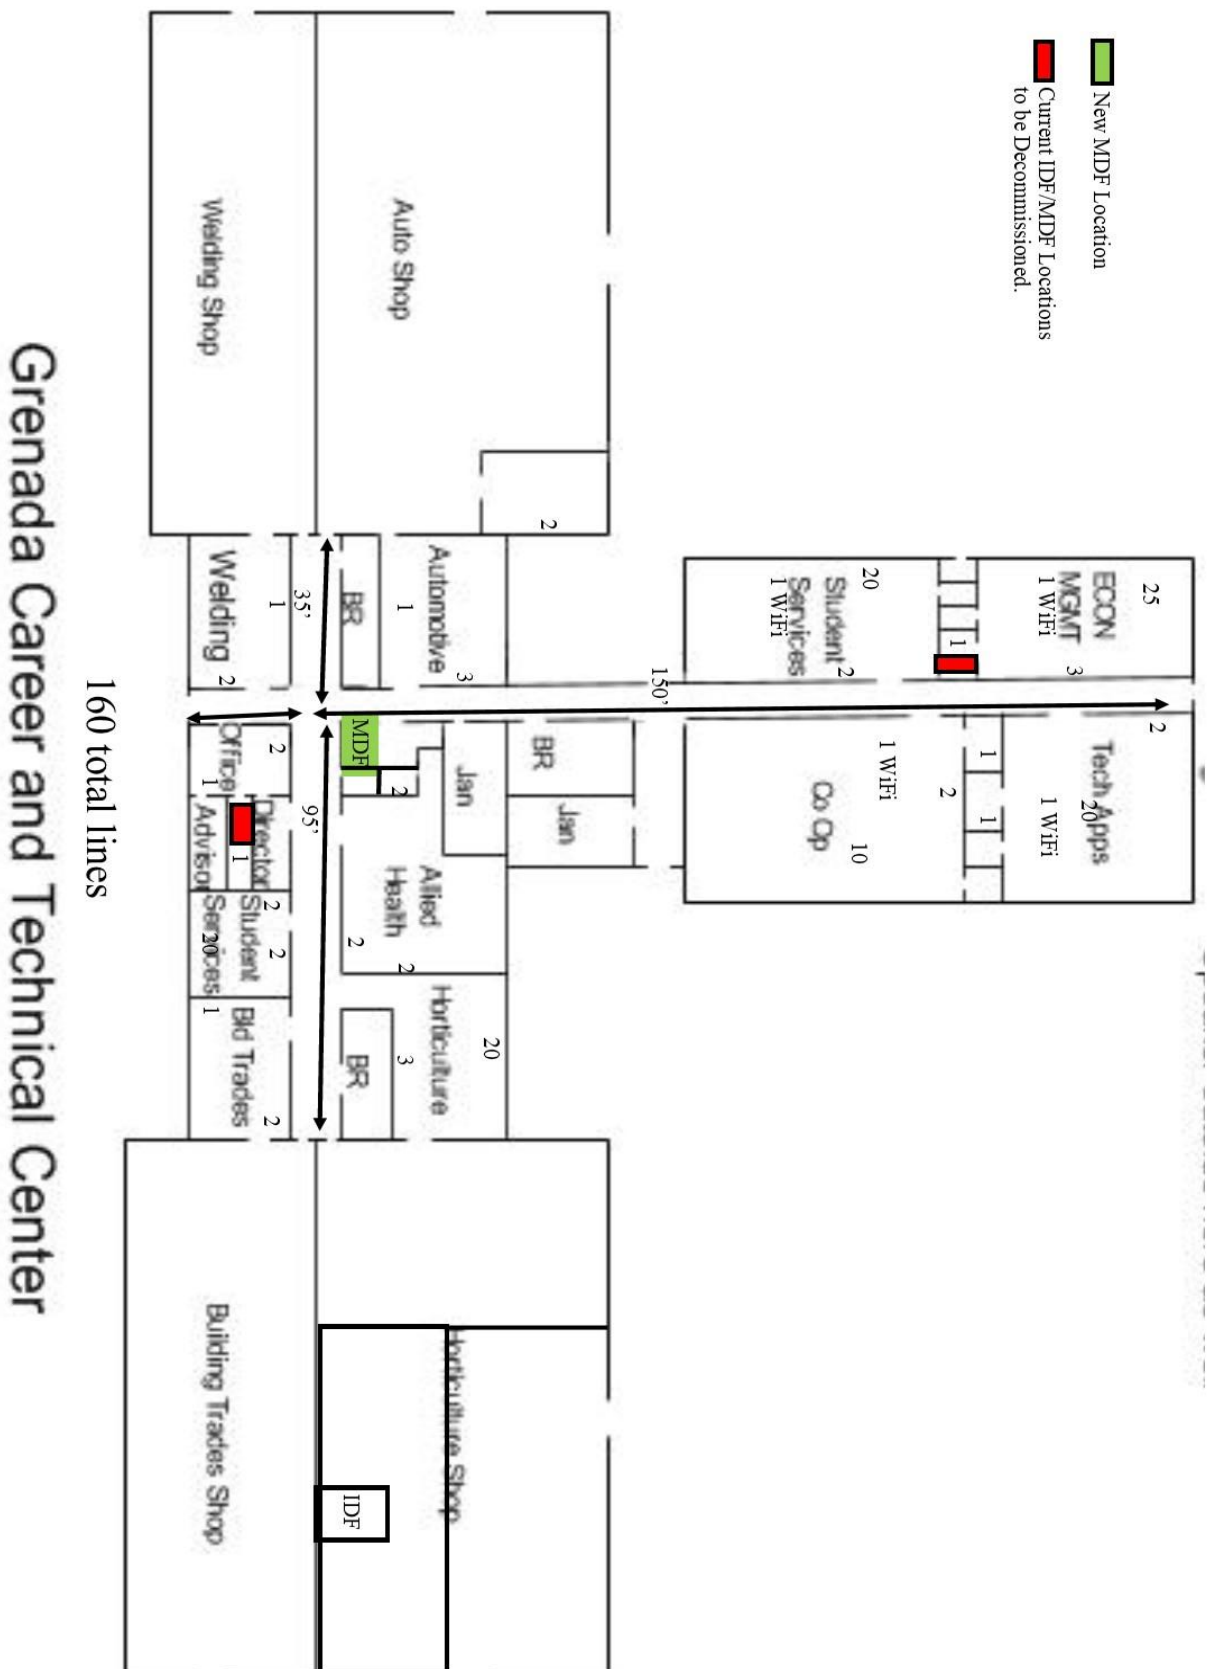 New MDF Location
Current IDF/MDF Locations
to be Decommissioned.
25
ECON
MGMT
1 WiFi
3
1
2
Tech Apps
20
1 WiFi
1
1
2
20
Student
Services
1 WiFi
2
1 WiFi
Co Op
10
150'
Auto Shop
2
Automotive
3
1
BR
BR
Jan
Jan
MDF
2
Allied
Health
2
2
Horticulture
20
3
BR
Horticulture Shop
IDF
35'
95'
Welding Shop
Welding
1
2
Office
2
1
Director
1
Advisor
2
Student
Services
2
20
1
Bld Trades
2
Building Trades Shop
160 total lines
Grenada Career and Technical Center